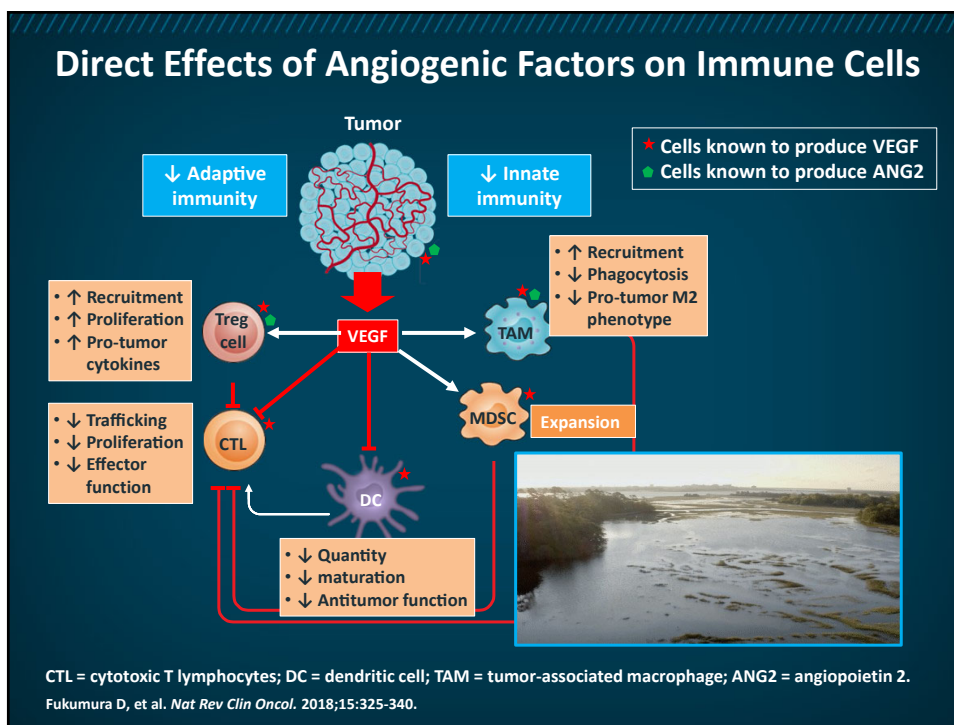 Direct Effects of Angiogenic Factors on Immune Cells
Tumor
★ Cells known to produce VEGF
⬟ Cells known to produce ANG2
↓ Adaptive
immunity
↓ Innate
immunity
• ↑ Recruitment
• ↓ Phagocytosis
• ↓ Pro-tumor M2
phenotype
• ↑ Recruitment
• ↑ Proliferation
• ↑ Pro-tumor
cytokines
Treg
cell
VEGF
TAM
• ↓ Trafficking
• ↓ Proliferation
• ↓ Effector
function
CTL
MDSC
Expansion
DC
• ↓ Quantity
• ↓ maturation
• ↓ Antitumor function
CTL = cytotoxic T lymphocytes; DC = dendritic cell; TAM = tumor-associated macrophage; ANG2 = angiopoietin 2.
Fukumura D, et al. Nat Rev Clin Oncol. 2018;15:325-340.